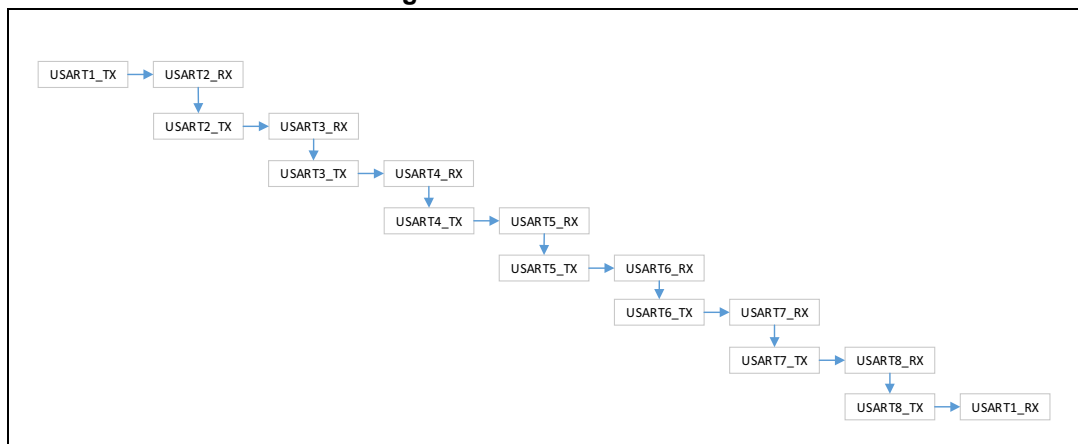 USART1_TX USART2_RX
USART2_TX USART3_RX
USART3_TX USART4_RX
USART4_TX USART5_RX
USART5_TX USART6_RX
USART6_TX USART7_RX
USART7_TX USART8_RX
USART8_TX USART1_RX